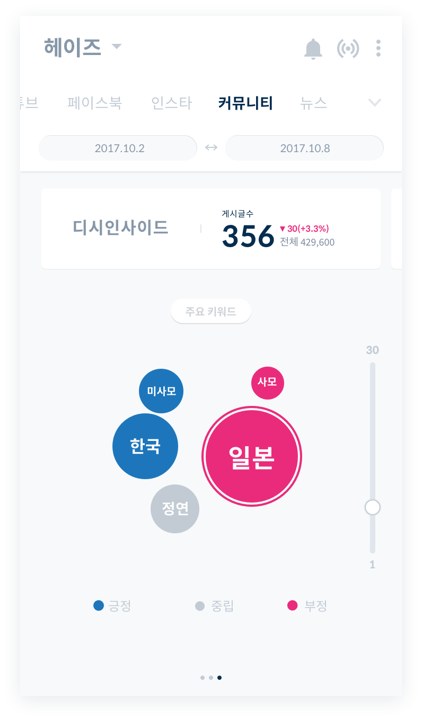 헤이즈
튜브 페이스북 인스타 커뮤니티 뉴스
2017.10.2 ↔ 2017.10.8
디시인사이드
게시글수
356 ▼30(+3.3%)
전체 429,600
주요 키워드
30
미사모
사모
한국
일본
정연
1
긍정 중립 부정